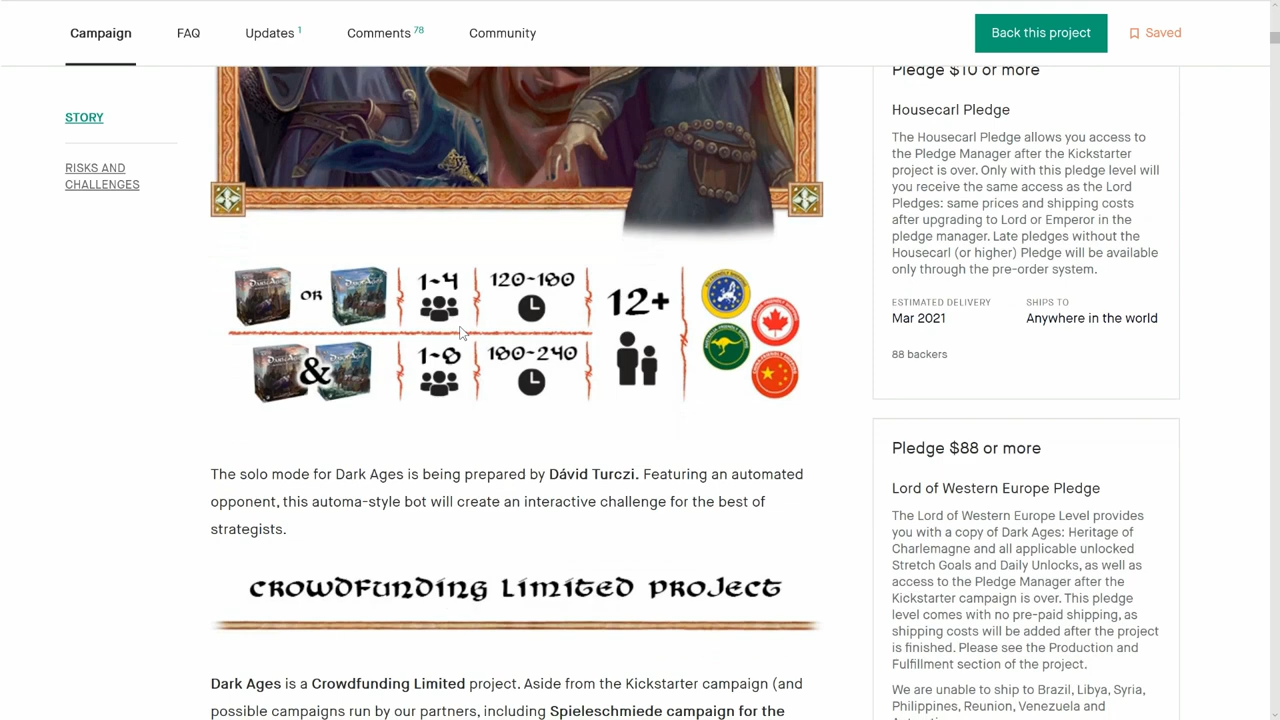 Campaign
FAQ
Updates 1
Comments 78
Community
Back this project
Saved
STORY
RISKS AND
CHALLENGES
OR
1-4
120-180
12+
&
1-8
180-240
The solo mode for Dark Ages is being prepared by Dávid Turczi. Featuring an automated
opponent, this automa-style bot will create an interactive challenge for the best of
strategists.
CROWDFUNDING LIMITED PROJECT
Dark Ages is a Crowdfunding Limited project. Aside from the Kickstarter campaign (and
possible campaigns run by our partners, including Spieleschmiede campaign for the
Pledge $10 or more
Housecarl Pledge
The Housecarl Pledge allows you access to
the Pledge Manager after the Kickstarter
project is over. Only with this pledge level will
you receive the same access as the Lord
Pledges: same prices and shipping costs
after upgrading to Lord or Emperor in the
pledge manager. Late pledges without the
Housecarl (or higher) Pledge will be available
only through the pre-order system.
ESTIMATED DELIVERY
Mar 2021
SHIPS TO
Anywhere in the world
88 backers
Pledge $88 or more
Lord of Western Europe Pledge
The Lord of Western Europe Level provides
you with a copy of Dark Ages: Heritage of
Charlemagne and all applicable unlocked
Stretch Goals and Daily Unlocks, as well as
access to the Pledge Manager after the
Kickstarter campaign is over. This pledge
level comes with no pre-paid shipping, as
shipping costs will be added after the project
is finished. Please see the Production and
Fulfillment section of the project.
We are unable to ship to Brazil, Libya, Syria,
Philippines, Reunion, Venezuela and